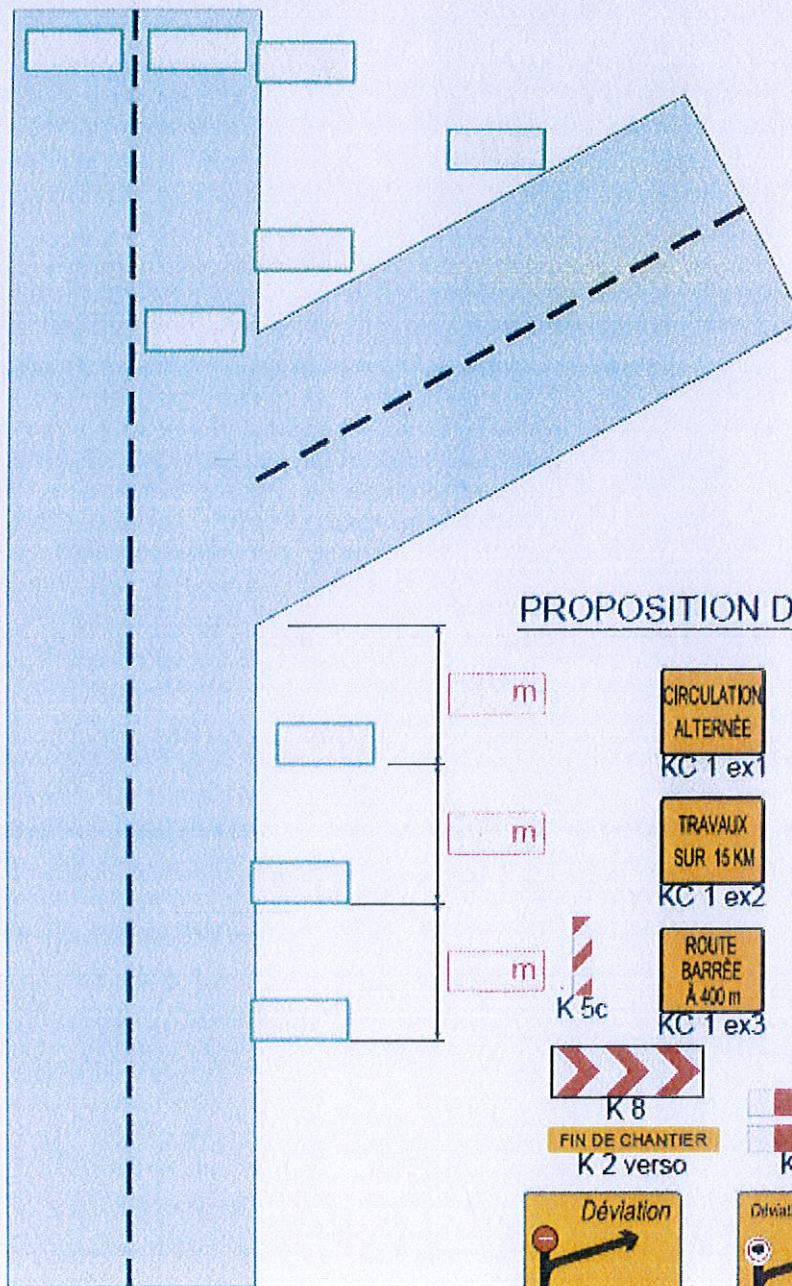 PROPOSITION D
m
CIRCULATION
ALTERNÉE
KC 1 ex1
m
TRAVAUX
SUR 15 KM
KC 1 ex2
m
K 5c
ROUTE
BARRÉE
À 400 m
KC 1 ex3
K 8
FIN DE CHANTIER
K 2 verso
K
Déviation